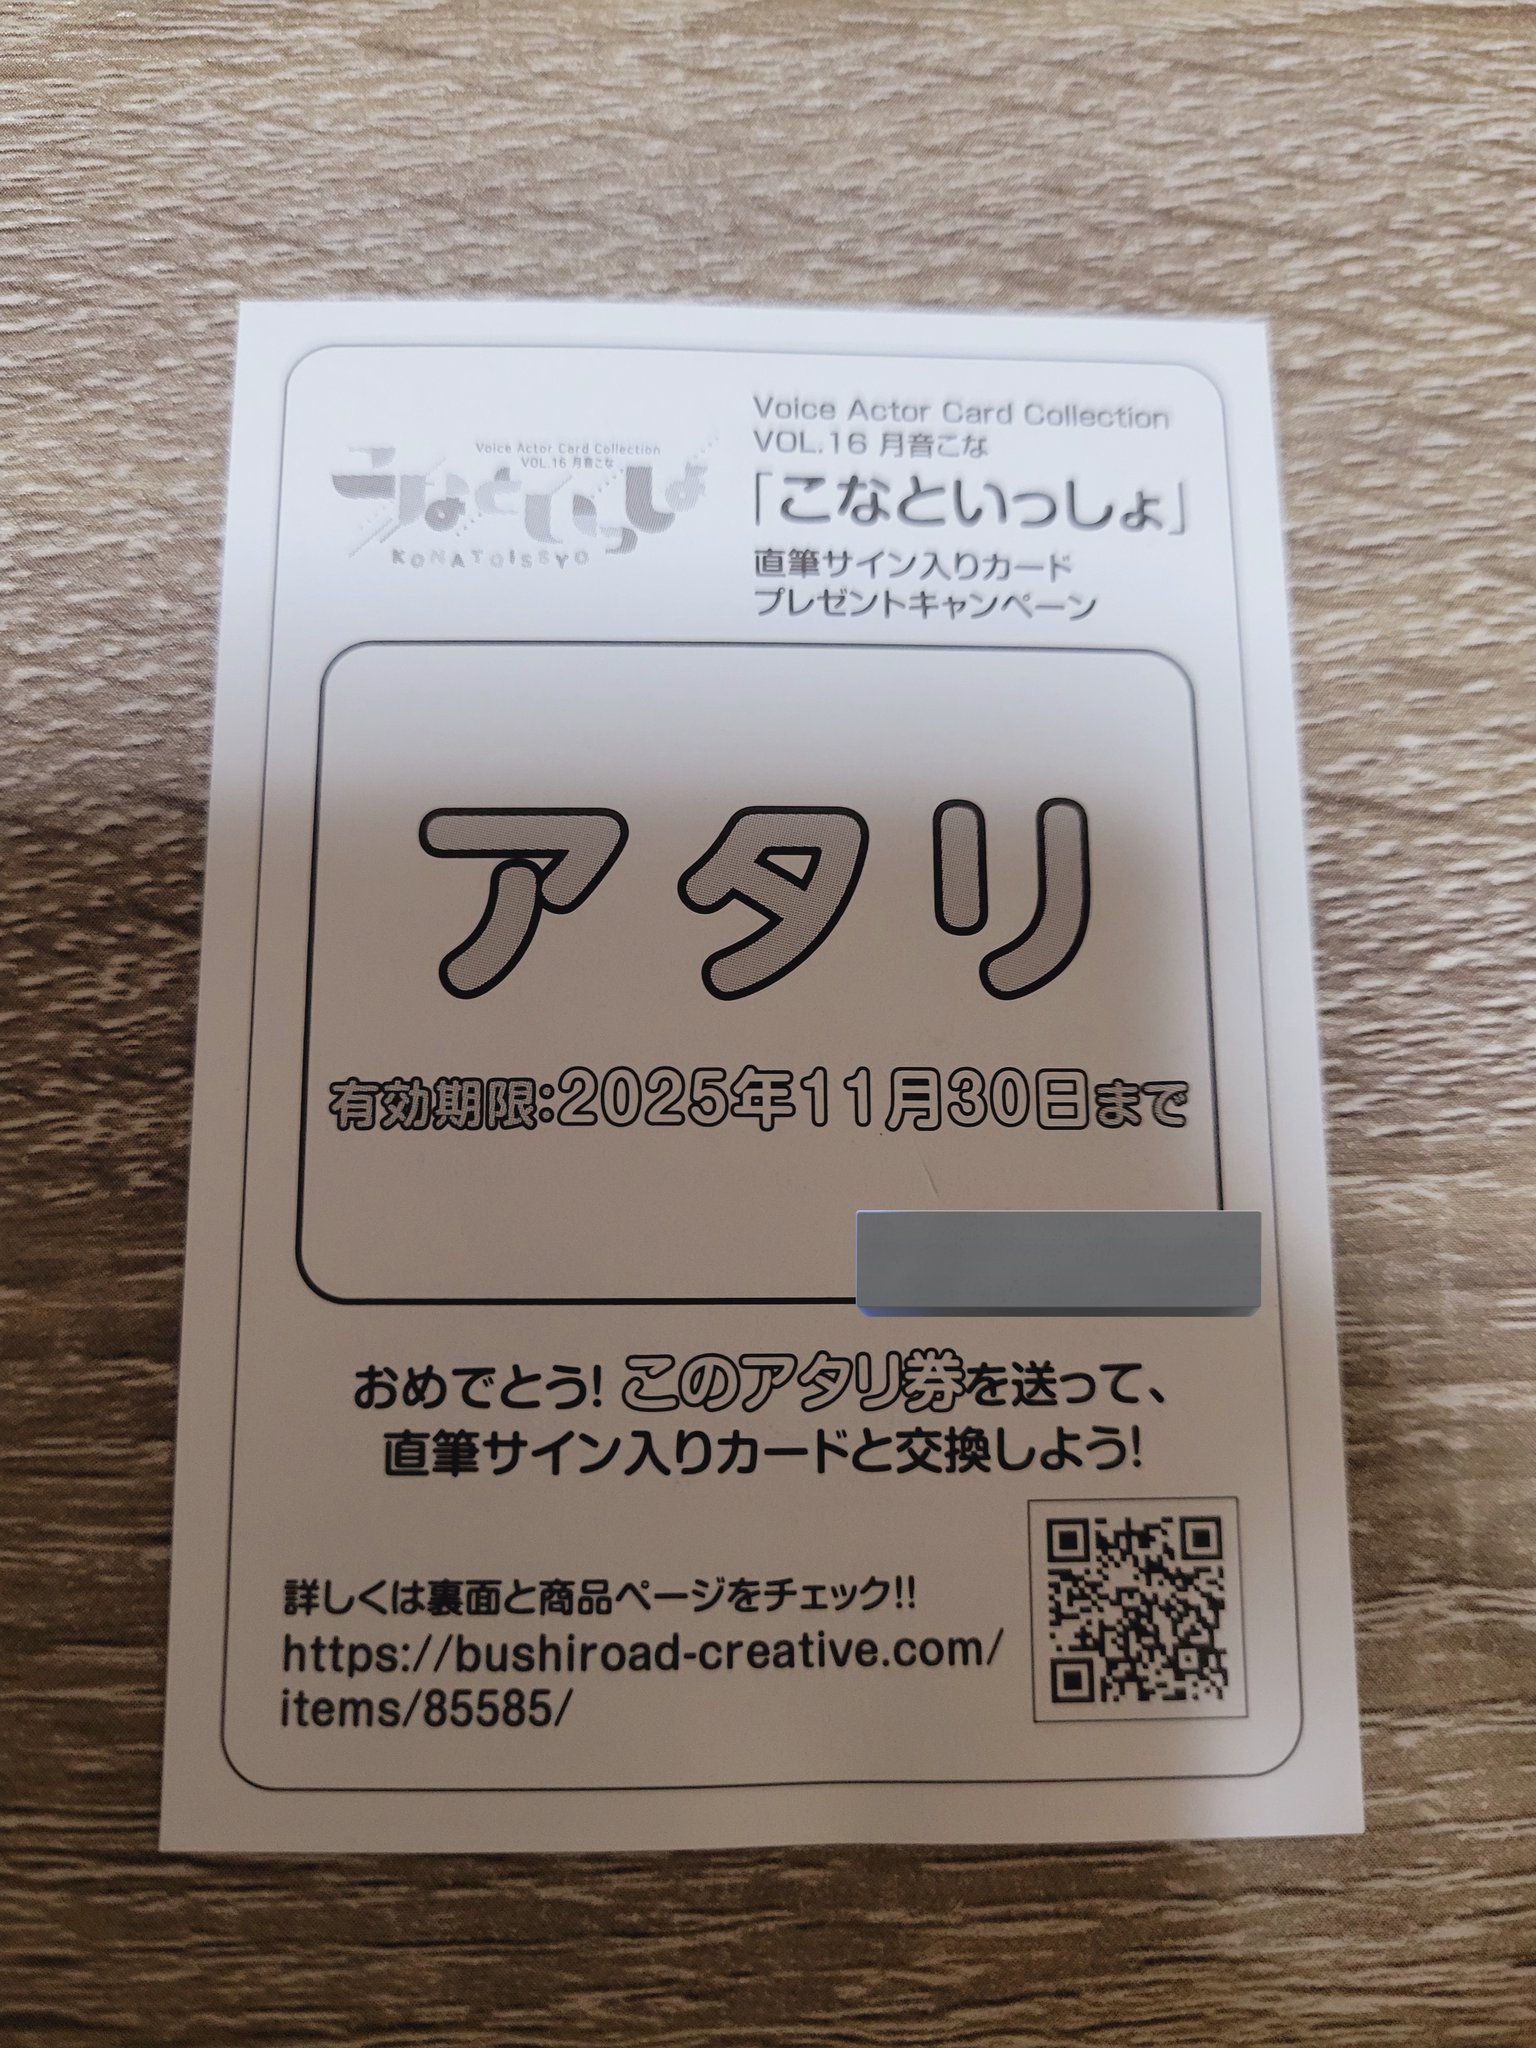 Voice Actor Card Collection
VOL.16 月音こな
こなといっしょ
KONATOISSYO
Voice Actor Card Collection
VOL.16 月音こな
「こなといっしょ」
直筆サイン入りカード
プレゼントキャンペーン
アタリ
有効期限:2025年11月30日まで
おめでとう!このアタリ券を送って、
直筆サイン入りカードと交換しよう!
詳しくは裏面と商品ページをチェック!!
https://bushiroad-creative.com/
items/85585/